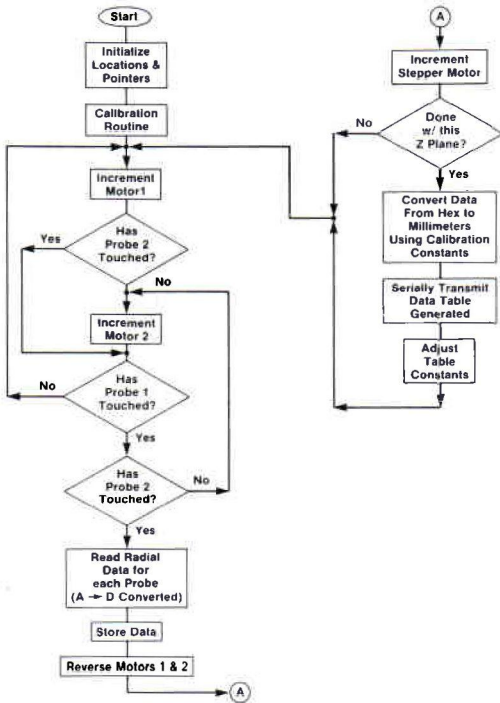 Start
Initialize
Locations &
Pointers
Calibration
Routine
Increment
Motor1
Has
Probe 2
Touched?
Yes
No
Increment
Motor 2
Has
Probe 1
Touched?
No
Yes
Has
Probe 2
Touched?
No
Yes
Read Radial
Data for
each Probe
(A → D Converted)
Store Data
Reverse Motors 1 & 2
A
A
Increment
Stepper Motor
Done
w/ this
Z Plane?
No
Yes
Convert Data
From Hex to
Millimeters
Using Calibration
Constants
Serially Transmit
Data Table
Generated
Adjust
Table
Constants